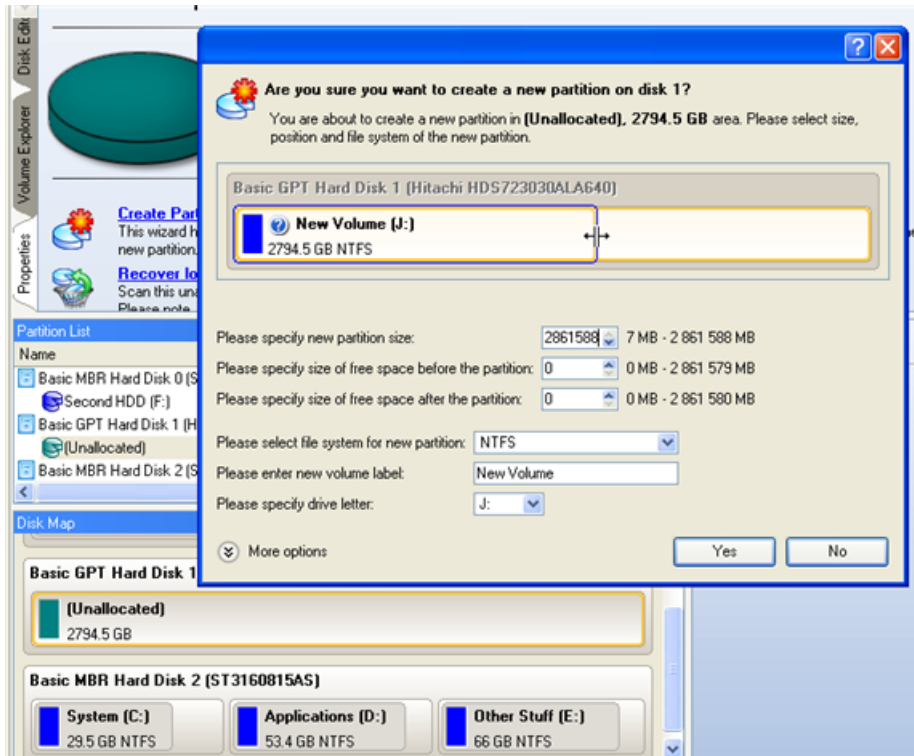 Disk Edito
Volume Explorer
Properties
Create Part
This wizard h
new partition.
Recover lo
Scan this una
Please note
Partition List
Name
Basic MBR Hard Disk 0 (S
Second HDD (F:)
Basic GPT Hard Disk 1 (H
(Unallocated)
Basic MBR Hard Disk 2 (S
Are you sure you want to create a new partition on disk 1?
You are about to create a new partition in (Unallocated), 2794.5 GB area. Please select size,
position and file system of the new partition.
Basic GPT Hard Disk 1 (Hitachi HDS723030ALA640)
New Volume (J:)
2794.5 GB NTFS
Please specify new partition size: 2861588 7 MB - 2 861 588 MB
Please specify size of free space before the partition: 0 0 MB - 2 861 579 MB
Please specify size of free space after the partition: 0 0 MB - 2 861 580 MB
Please select file system for new partition: NTFS
Please enter new volume label: New Volume
Please specify drive letter: J:
More options
Yes No
Disk Map
Basic GPT Hard Disk 1
(Unallocated)
2794.5 GB
Basic MBR Hard Disk 2 (ST3160815AS)
System (C:) Applications (D:) Other Stuff (E:)
29.5 GB NTFS 53.4 GB NTFS 66 GB NTFS